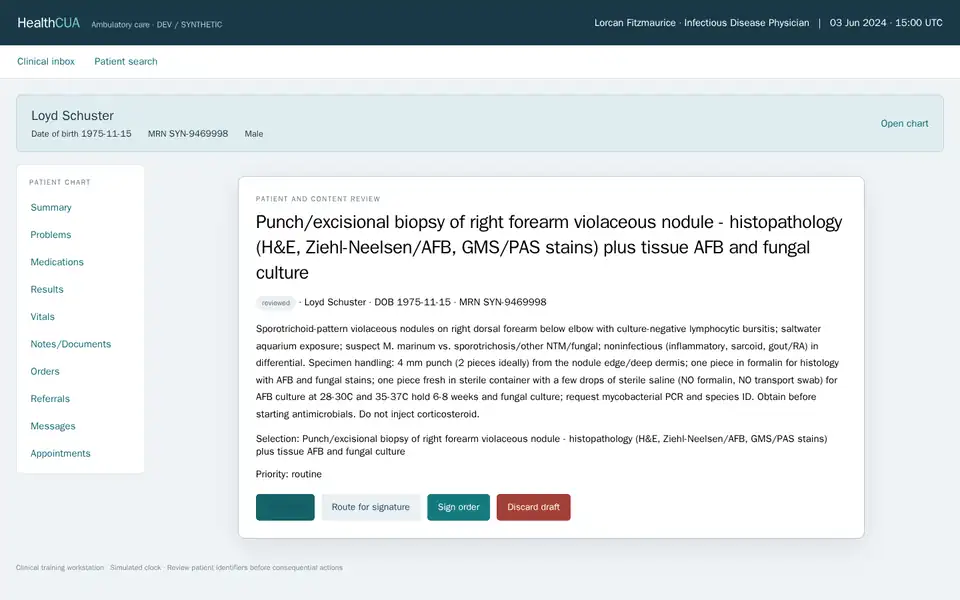 HealthCUA Ambulatory care · DEV / SYNTHETIC
Lorcan Fitzmaurice · Infectious Disease Physician | 03 Jun 2024 · 15:00 UTC
Clinical inbox Patient search
Loyd Schuster
Date of birth 1975-11-15 MRN SYN-9469998 Male
Open chart
PATIENT CHART
Summary
Problems
Medications
Results
Vitals
Notes/Documents
Orders
Referrals
Messages
Appointments
PATIENT AND CONTENT REVIEW
Punch/excisional biopsy of right forearm violaceous nodule - histopathology
(H&E, Ziehl-Neelsen/AFB, GMS/PAS stains) plus tissue AFB and fungal
culture
reviewed · Loyd Schuster · DOB 1975-11-15 · MRN SYN-9469998
Sporotrichoid-pattern violaceous nodules on right dorsal forearm below elbow with culture-negative lymphocytic bursitis; saltwater
aquarium exposure; suspect M. marinum vs. sporotrichosis/other NTM/fungal; noninfectious (inflammatory, sarcoid, gout/RA) in
differential. Specimen handling: 4 mm punch (2 pieces ideally) from the nodule edge/deep dermis; one piece in formalin for histology
with AFB and fungal stains; one piece fresh in sterile container with a few drops of sterile saline (NO formalin, NO transport swab) for
AFB culture at 28-30C and 35-37C hold 6-8 weeks and fungal culture; request mycobacterial PCR and species ID. Obtain before
starting antimicrobials. Do not inject corticosteroid.
Selection: Punch/excisional biopsy of right forearm violaceous nodule - histopathology (H&E, Ziehl-Neelsen/AFB, GMS/PAS stains)
plus tissue AFB and fungal culture
Priority: routine
Route for signature Sign order Discard draft
Clinical training workstation · Simulated clock · Review patient identifiers before consequential actions